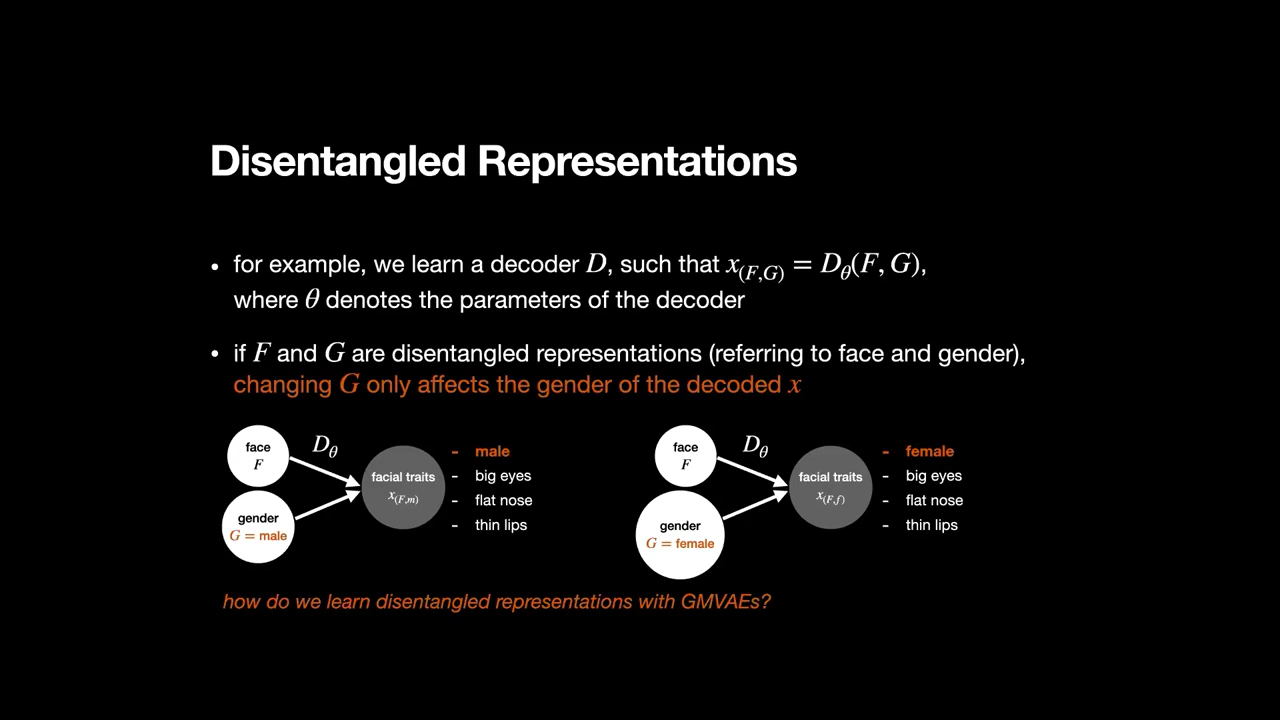 Disentangled Representations
• for example, we learn a decoder D, such that x_(F,G) = D_θ(F, G),
where θ denotes the parameters of the decoder
• if F and G are disentangled representations (referring to face and gender),
changing G only affects the gender of the decoded x
face
F
D_θ
gender
G = male
facial traits
x_(F,m)
- male
- big eyes
- flat nose
- thin lips
face
F
D_θ
gender
G = female
facial traits
x_(F,f)
- female
- big eyes
- flat nose
- thin lips
how do we learn disentangled representations with GMVAEs?